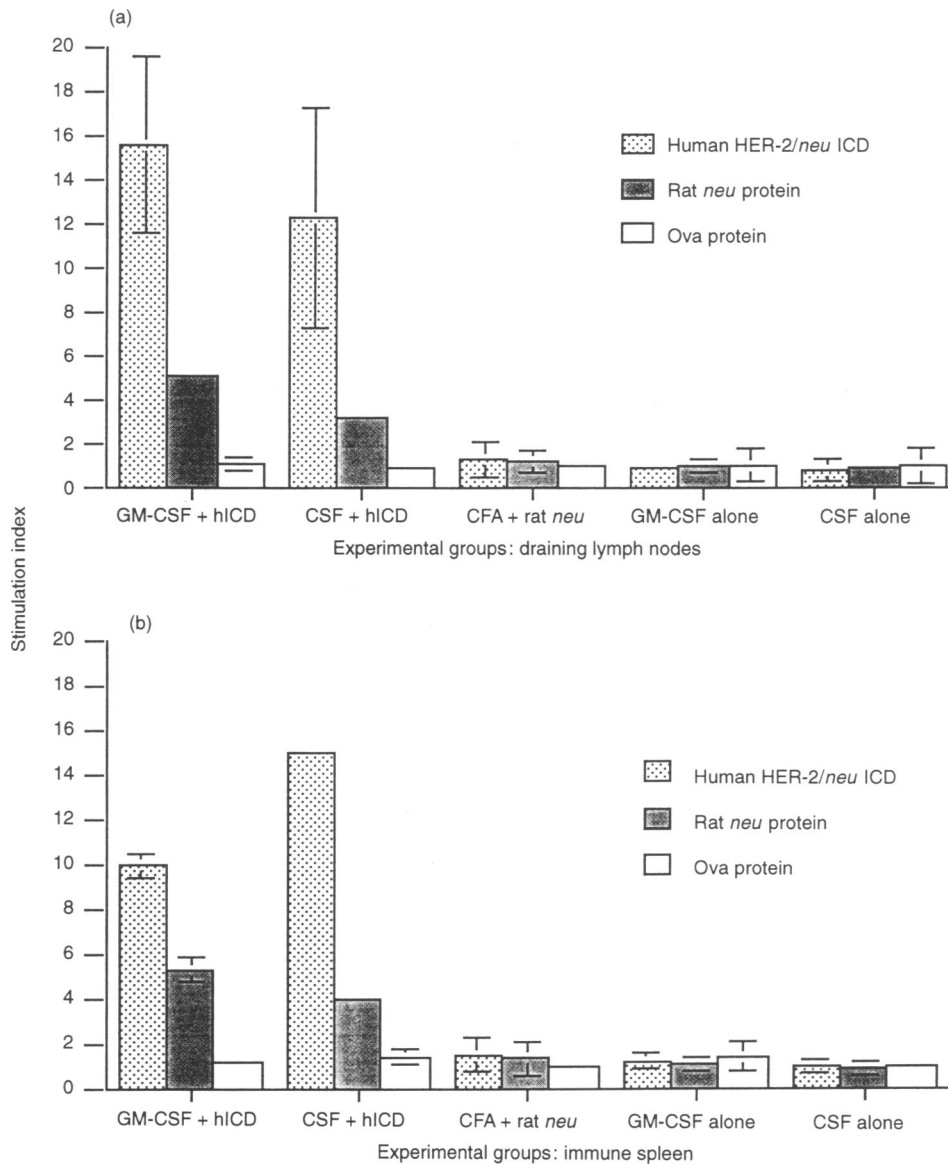 (a)
20
18
16
14
12
10
8
6
4
2
0
Human HER-2/neu ICD
Rat neu protein
Ova protein
GM-CSF + hICD
CSF + hICD
CFA + rat neu
GM-CSF alone
CSF alone
Experimental groups: draining lymph nodes
Stimulation index
(b)
20
18
16
14
12
10
8
6
4
2
0
Human HER-2/neu ICD
Rat neu protein
Ova protein
GM-CSF + hICD
CSF + hICD
CFA + rat neu
GM-CSF alone
CSF alone
Experimental groups: immune spleen